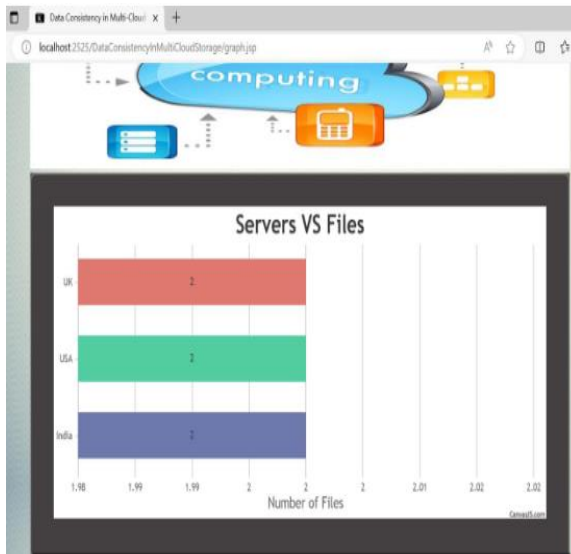 Data Consistency in Multi-Cloud
localhost:2525/DataConsistencyInMultiCloudStorage/graph.jsp
computing
Servers VS Files
UK 2
USA 2
India 2
1.98 1.99 1.99 2 2 2 2.01 2.02 2.02
Number of Files
CanvasJS.com